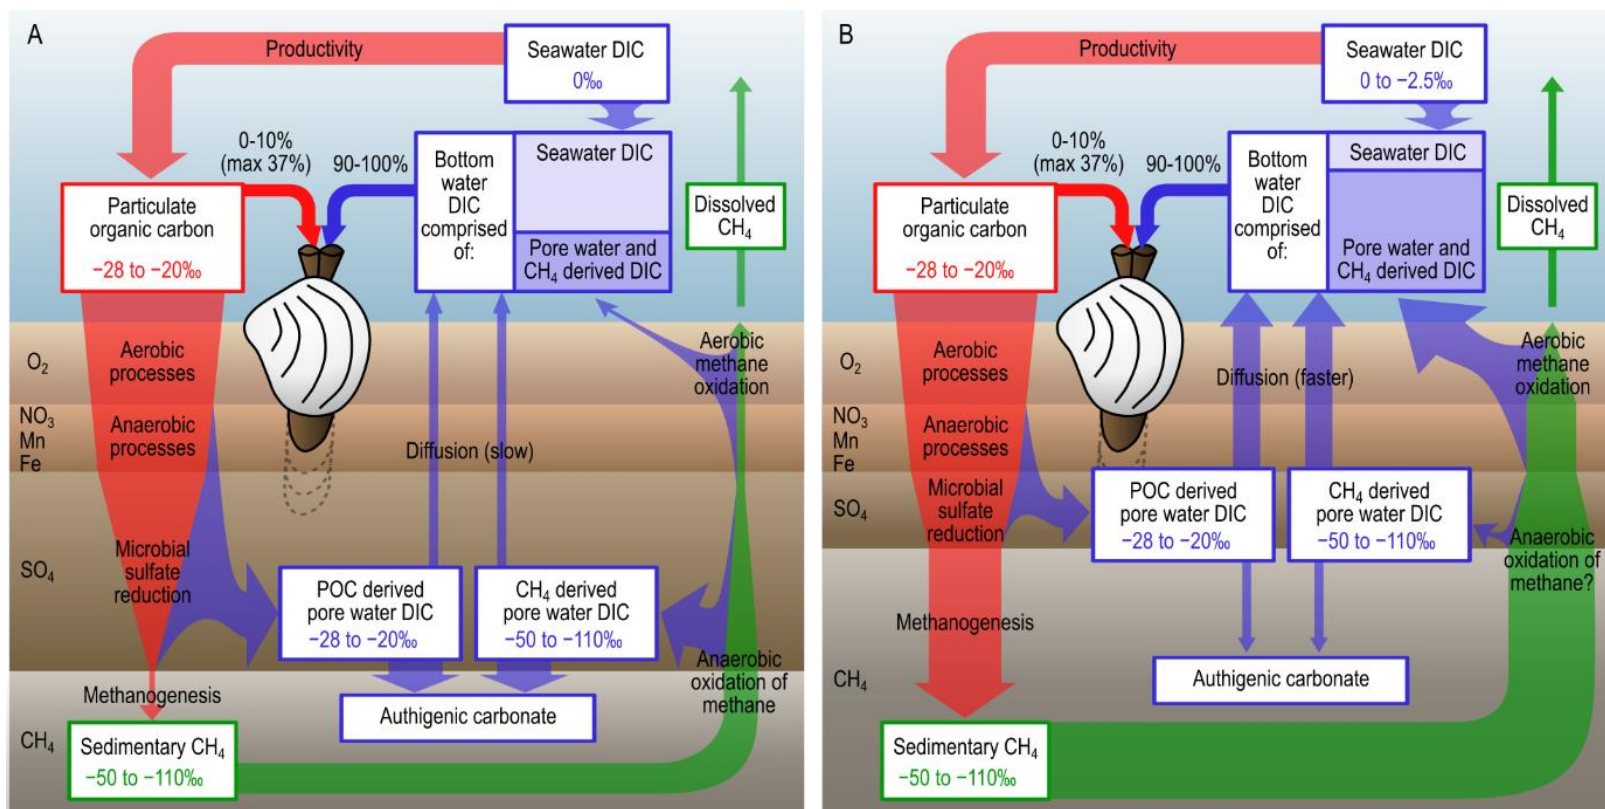 A
Productivity
Seawater DIC
0‰
0-10%
(max 37%)
90-100%
Bottom
water
DIC
comprised
of:
Seawater DIC
Pore water and
CH₄ derived DIC
Dissolved
CH₄
Particulate
organic carbon
−28 to −20‰
O₂
Aerobic
processes
Aerobic
methane
oxidation
NO₃
Mn
Fe
Anaerobic
processes
Diffusion (slow)
SO₄
Microbial
sulfate
reduction
POC derived
pore water DIC
−28 to −20‰
CH₄ derived
pore water DIC
−50 to −110‰
Anaerobic
oxidation of
methane
Methanogenesis
Authigenic carbonate
CH₄
Sedimentary CH₄
−50 to −110‰
B
Productivity
Seawater DIC
0 to −2.5‰
0-10%
(max 37%)
90-100%
Bottom
water
DIC
comprised
of:
Seawater DIC
Pore water and
CH₄ derived DIC
Dissolved
CH₄
Particulate
organic carbon
−28 to −20‰
O₂
Aerobic
processes
Diffusion (faster)
Aerobic
methane
oxidation
NO₃
Mn
Fe
Anaerobic
processes
SO₄
Microbial
sulfate
reduction
POC derived
pore water DIC
−28 to −20‰
CH₄ derived
pore water DIC
−50 to −110‰
Anaerobic
oxidation of
methane?
Methanogenesis
CH₄
Authigenic carbonate
Sedimentary CH₄
−50 to −110‰